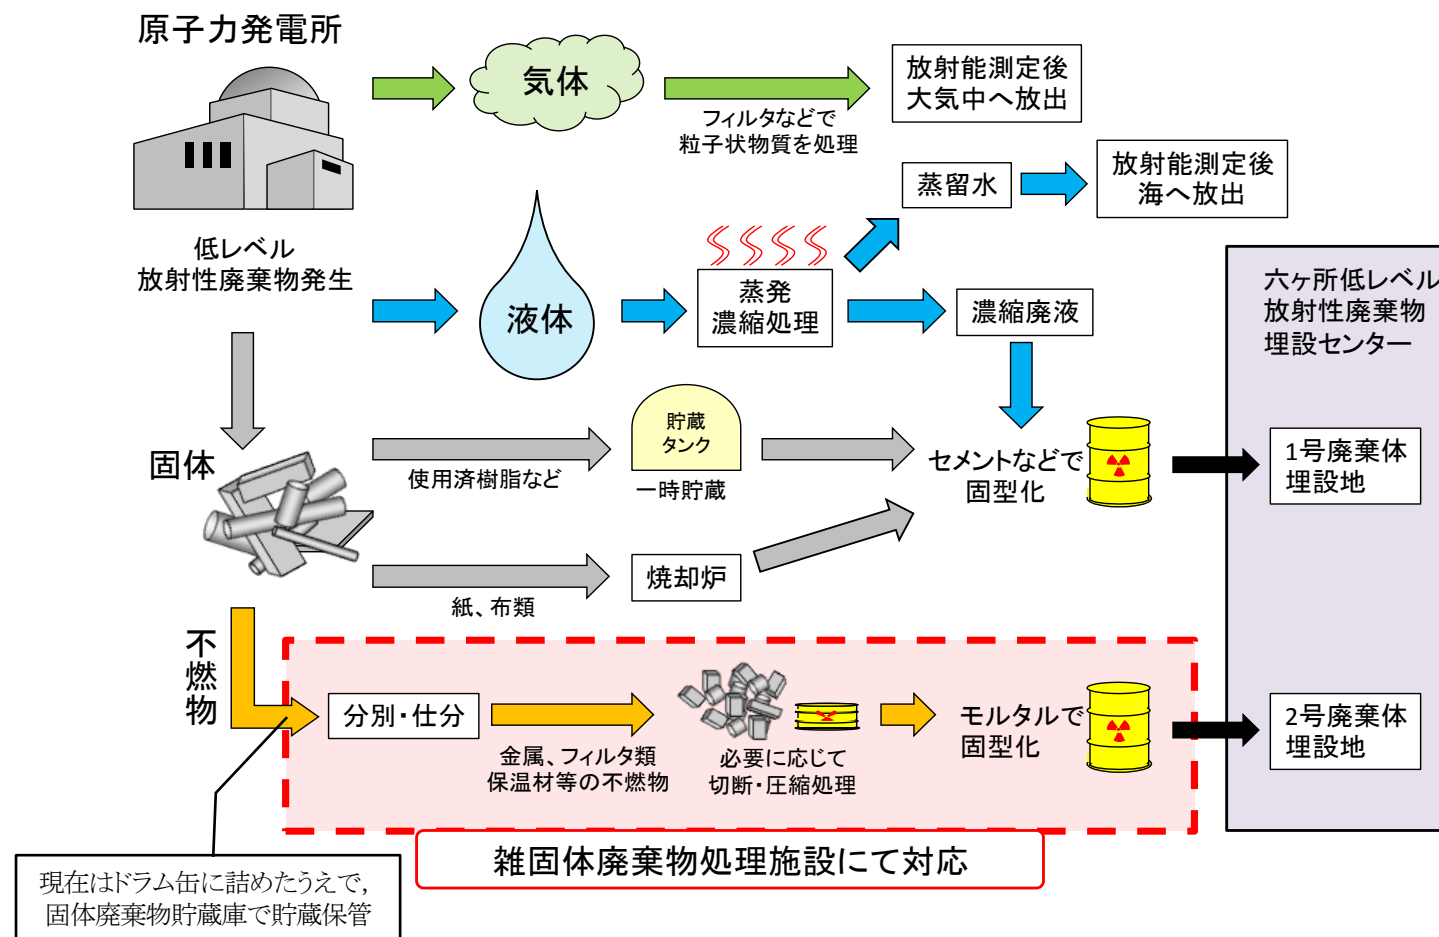 原子力発電所
気体
フィルタなどで
粒子状物質を処理
放射能測定後
大気中へ放出
低レベル
放射性廃棄物発生
液体
蒸発
濃縮処理
蒸留水
放射能測定後
海へ放出
濃縮廃液
六ヶ所低レベル
放射性廃棄物
埋設センター
固体
使用済樹脂など
貯蔵
タンク
一時貯蔵
セメントなどで
固型化
1号廃棄体
埋設地
紙、布類
焼却炉
不燃物
分別・仕分
金属、フィルタ類
保温材等の不燃物
必要に応じて
切断・圧縮処理
モルタルで
固型化
2号廃棄体
埋設地
雑固体廃棄物処理施設にて対応
現在はドラム缶に詰めたうえで,
固体廃棄物貯蔵庫で貯蔵保管